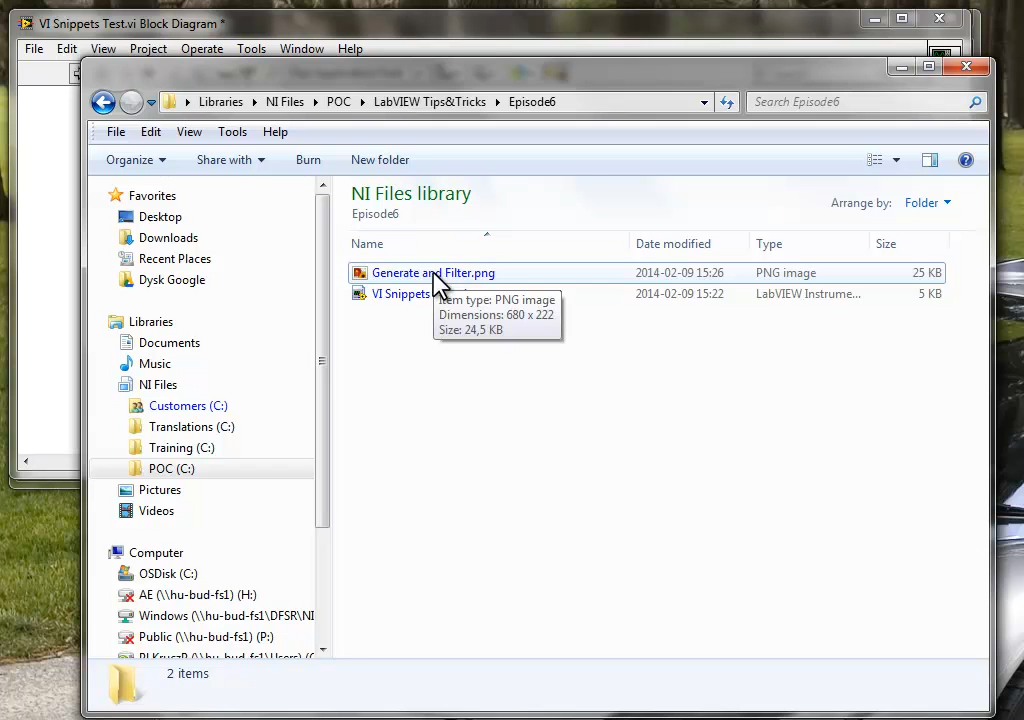 VI Snippets Test.vi Block Diagram *
File Edit View Project Operate Tools Window Help
Libraries NI Files POC LabVIEW Tips&Tricks Episode6
Search Episode6
File Edit View Tools Help
Organize Share with Burn New folder
NI Files library
Episode6
Arrange by: Folder
Name Date modified Type Size
Generate and Filter.png 2014-02-09 15:26 PNG image 25 KB
VI Snippets 2014-02-09 15:22 LabVIEW Instrume... 5 KB
Item type: PNG image
Dimensions: 680 x 222
Size: 24,5 KB
Favorites
Desktop
Downloads
Recent Places
Dysk Google
Libraries
Documents
Music
NI Files
Customers (C:)
Translations (C:)
Training (C:)
POC (C:)
Pictures
Videos
Computer
OSDisk (C:)
AE (\\hu-bud-fs1) (H:)
Windows (\\hu-bud-fs1\DFSR\NI
Public (\\hu-bud-fs1) (P:)
2 items